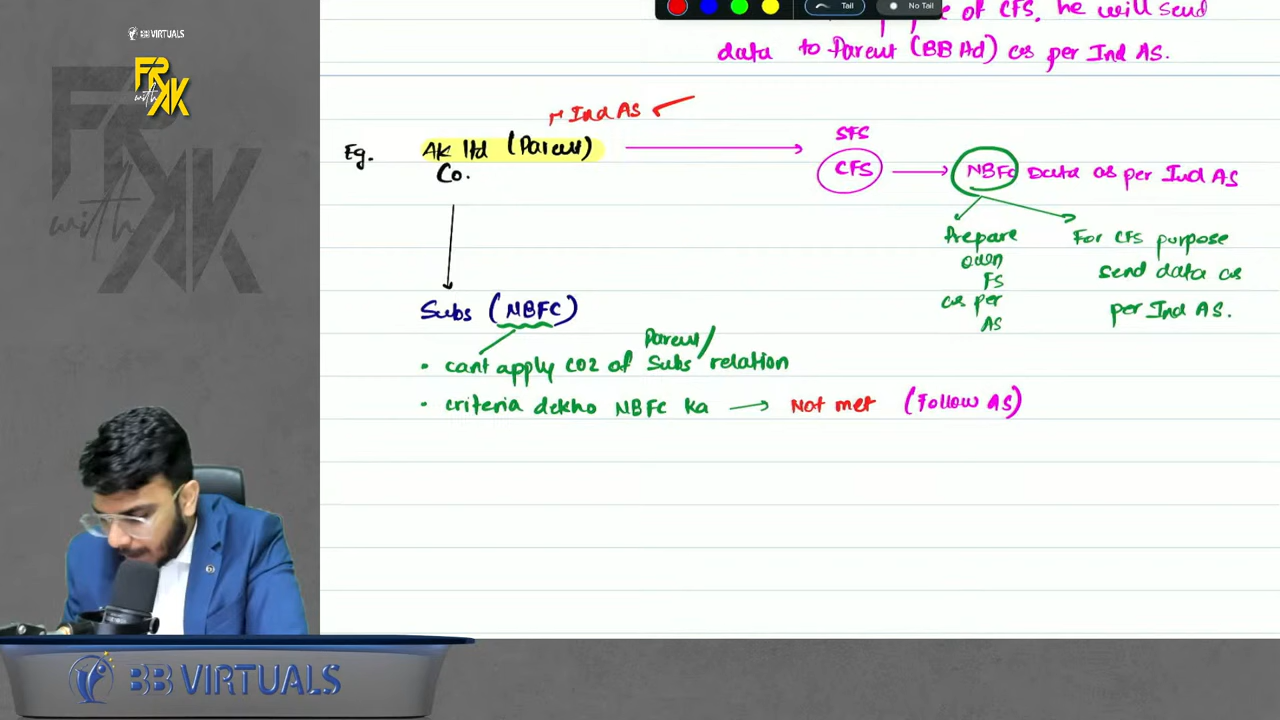 BB VIRTUALS
FR
with
AK
of CFS, he will send
data to Parent (BB ltd) as per Ind AS.
Tail
No Tail
Ind AS
Eg.
AK ltd (Parent)
Co.
SFS
CFS
NBFC Data as per Ind AS
Prepare
own
FS
as per
AS
For CFS purpose
send data as
per Ind AS.
Subs (NBFC)
Parent/
• cant apply CO2 of Subs relation
• criteria dekho NBFC ka → Not met (Follow AS)
BB VIRTUALS